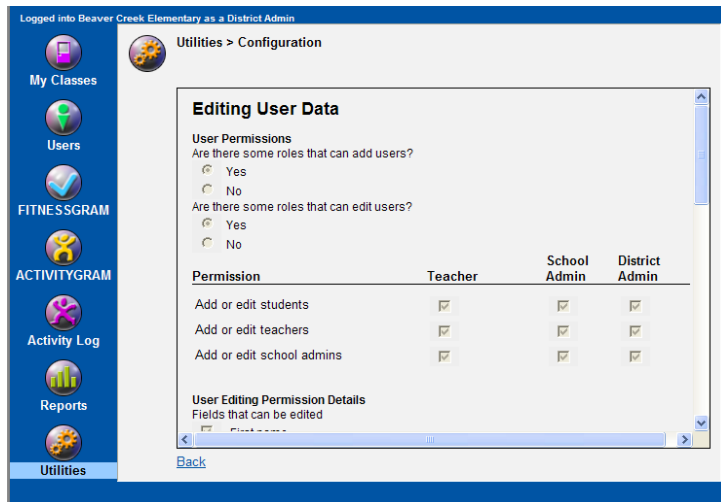 Logged into Beaver Creek Elementary as a District Admin
My Classes
Users
FITNESSGRAM
ACTIVITYGRAM
Activity Log
Reports
Utilities
Utilities > Configuration
Editing User Data
User Permissions
Are there some roles that can add users?
Yes
No
Are there some roles that can edit users?
Yes
No
Permission Teacher School Admin District Admin
Add or edit students
Add or edit teachers
Add or edit school admins
User Editing Permission Details
Fields that can be edited
First name
Back